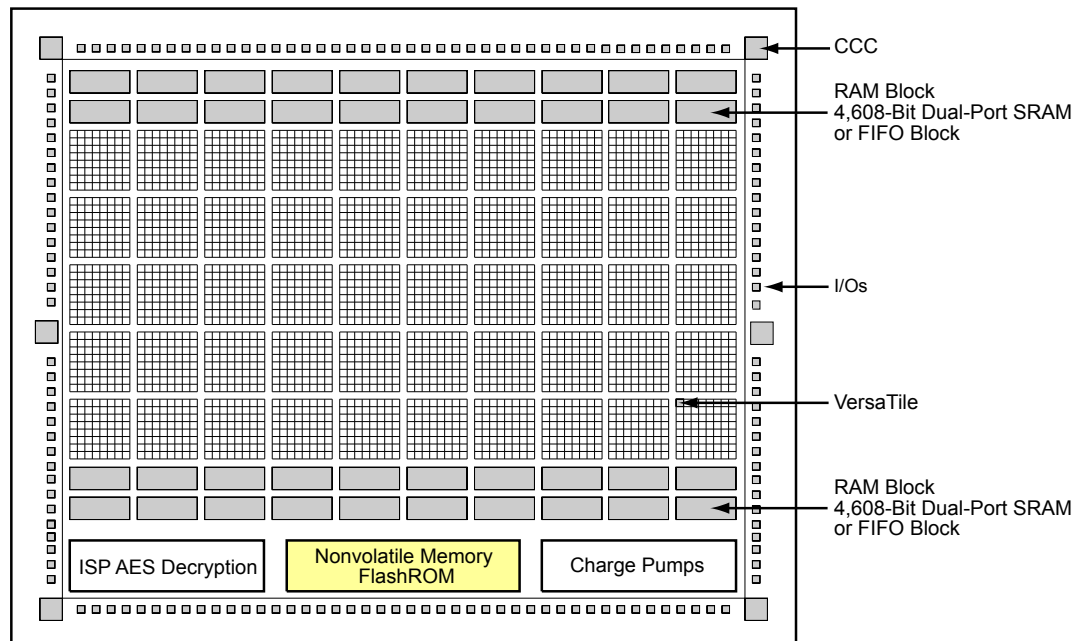 CCC
RAM Block
4,608-Bit Dual-Port SRAM
or FIFO Block
I/Os
VersaTile
RAM Block
4,608-Bit Dual-Port SRAM
or FIFO Block
ISP AES Decryption
Nonvolatile Memory
FlashROM
Charge Pumps